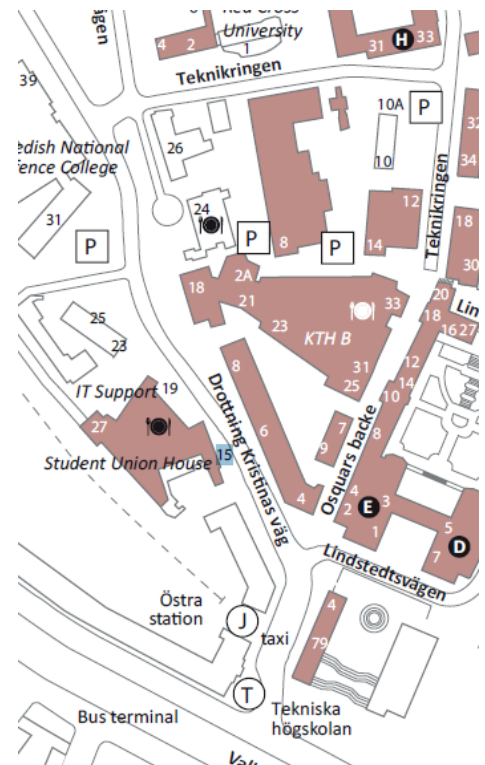 Red Cross
University
1
4 2
31 H 33
Teknikringen
39
10A
P
32
26
10
34
edish National
ence College
24
12
31
P
P
8
P
14
Teknikringen
18
30
2A
18
21
33
20
18
Lin
16 27
25
23
23
KTH B
31
25
12
14
10
8
IT Support
19
27
Student Union House
15
Drottning Kristinas väg
6
7
9
Osquars backe
8
4
4
2
E
3
1
5
D
7
Lindstedtsvägen
Östra
station
J
taxi
4
79
T
Tekniska
högskolan
Bus terminal